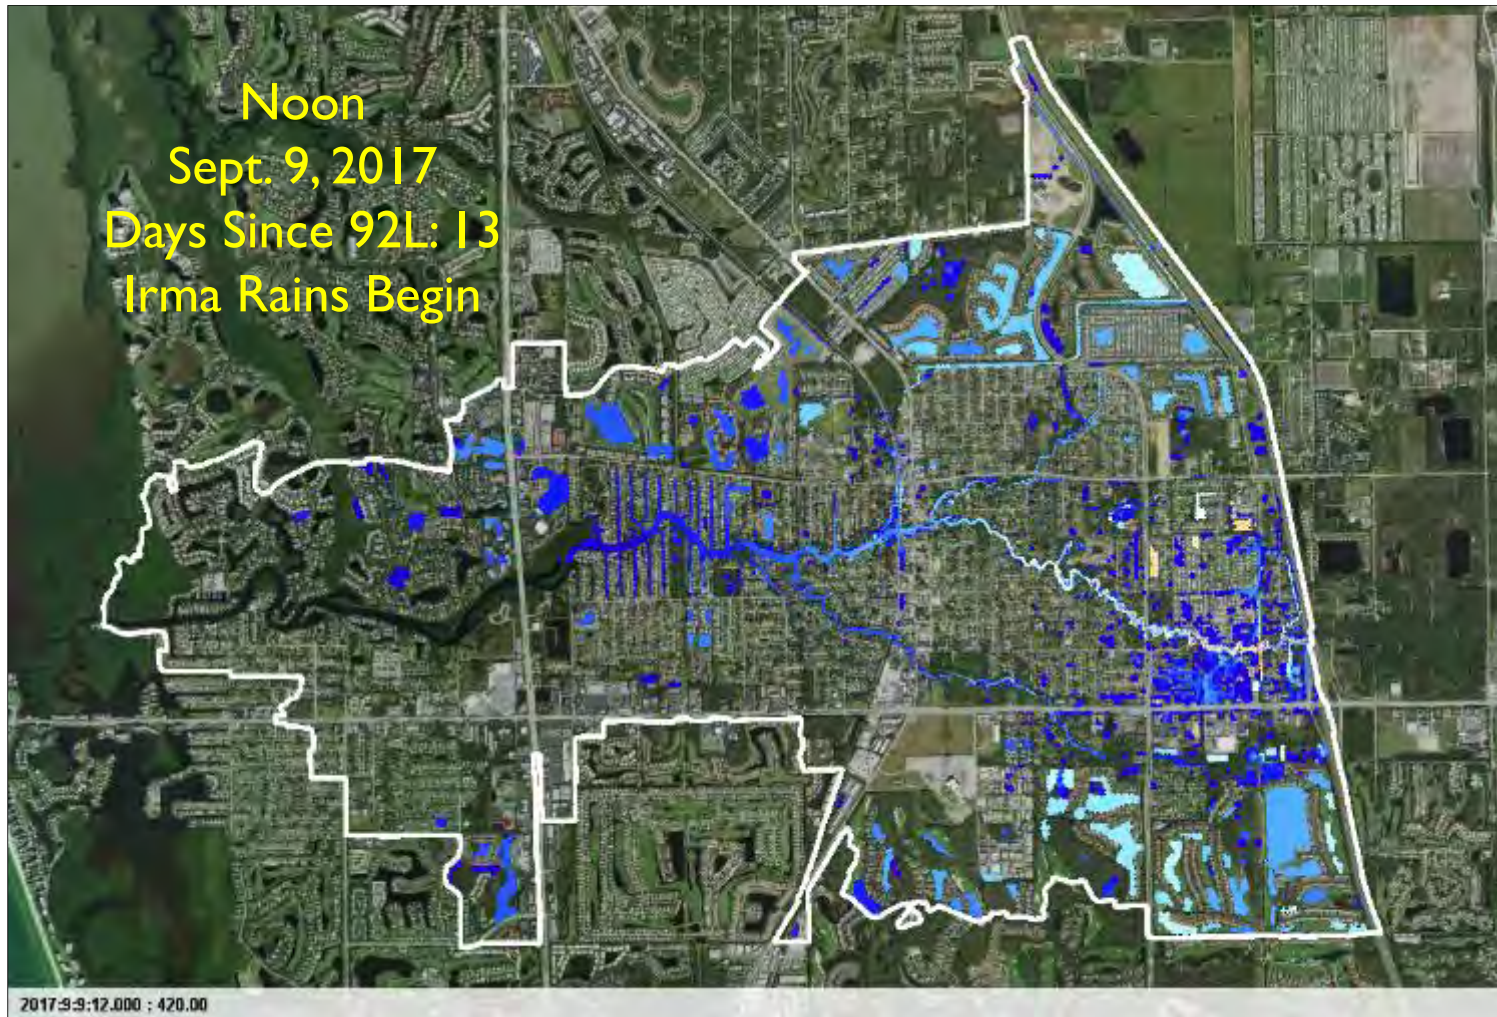 Noon
Sept. 9, 2017
Days Since 92L: 13
Irma Rains Begin
2017:9:9:12.000 : 420.00